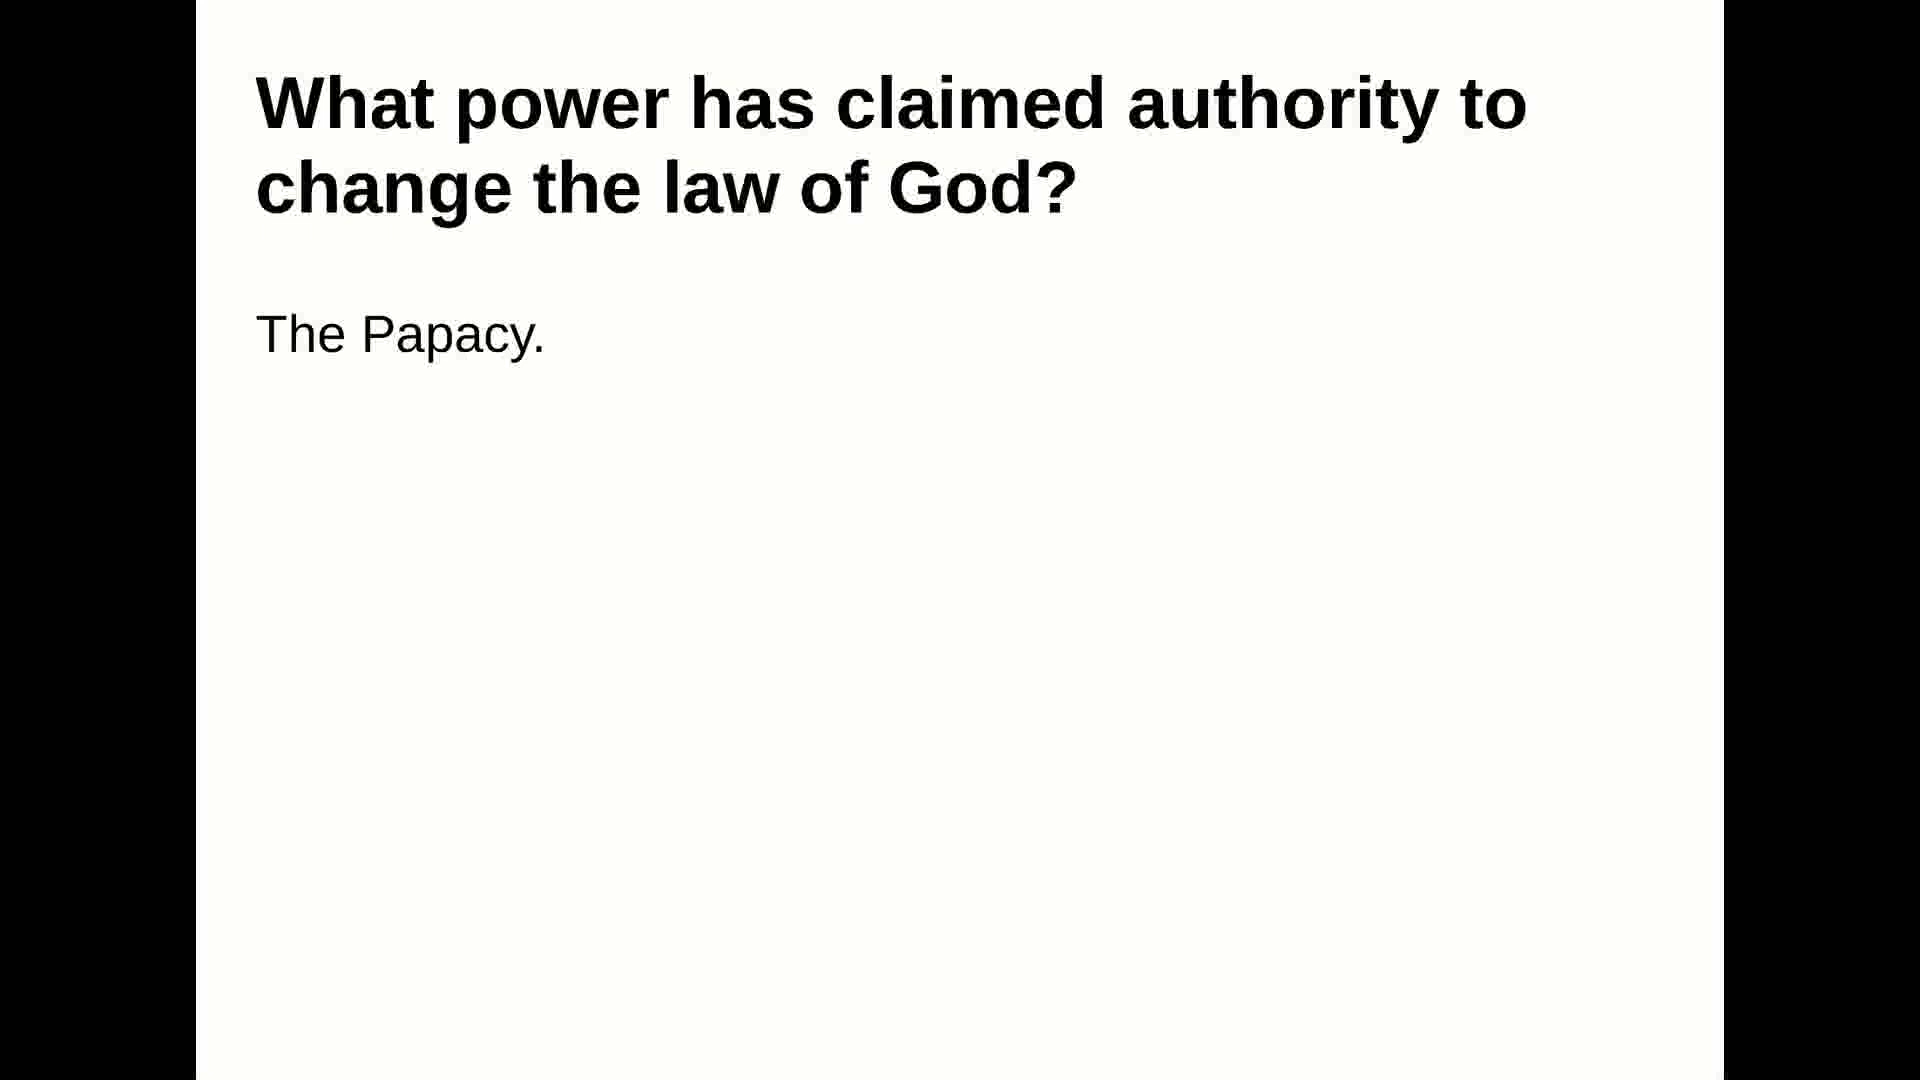 What power has claimed authority to
change the law of God?
The Papacy.